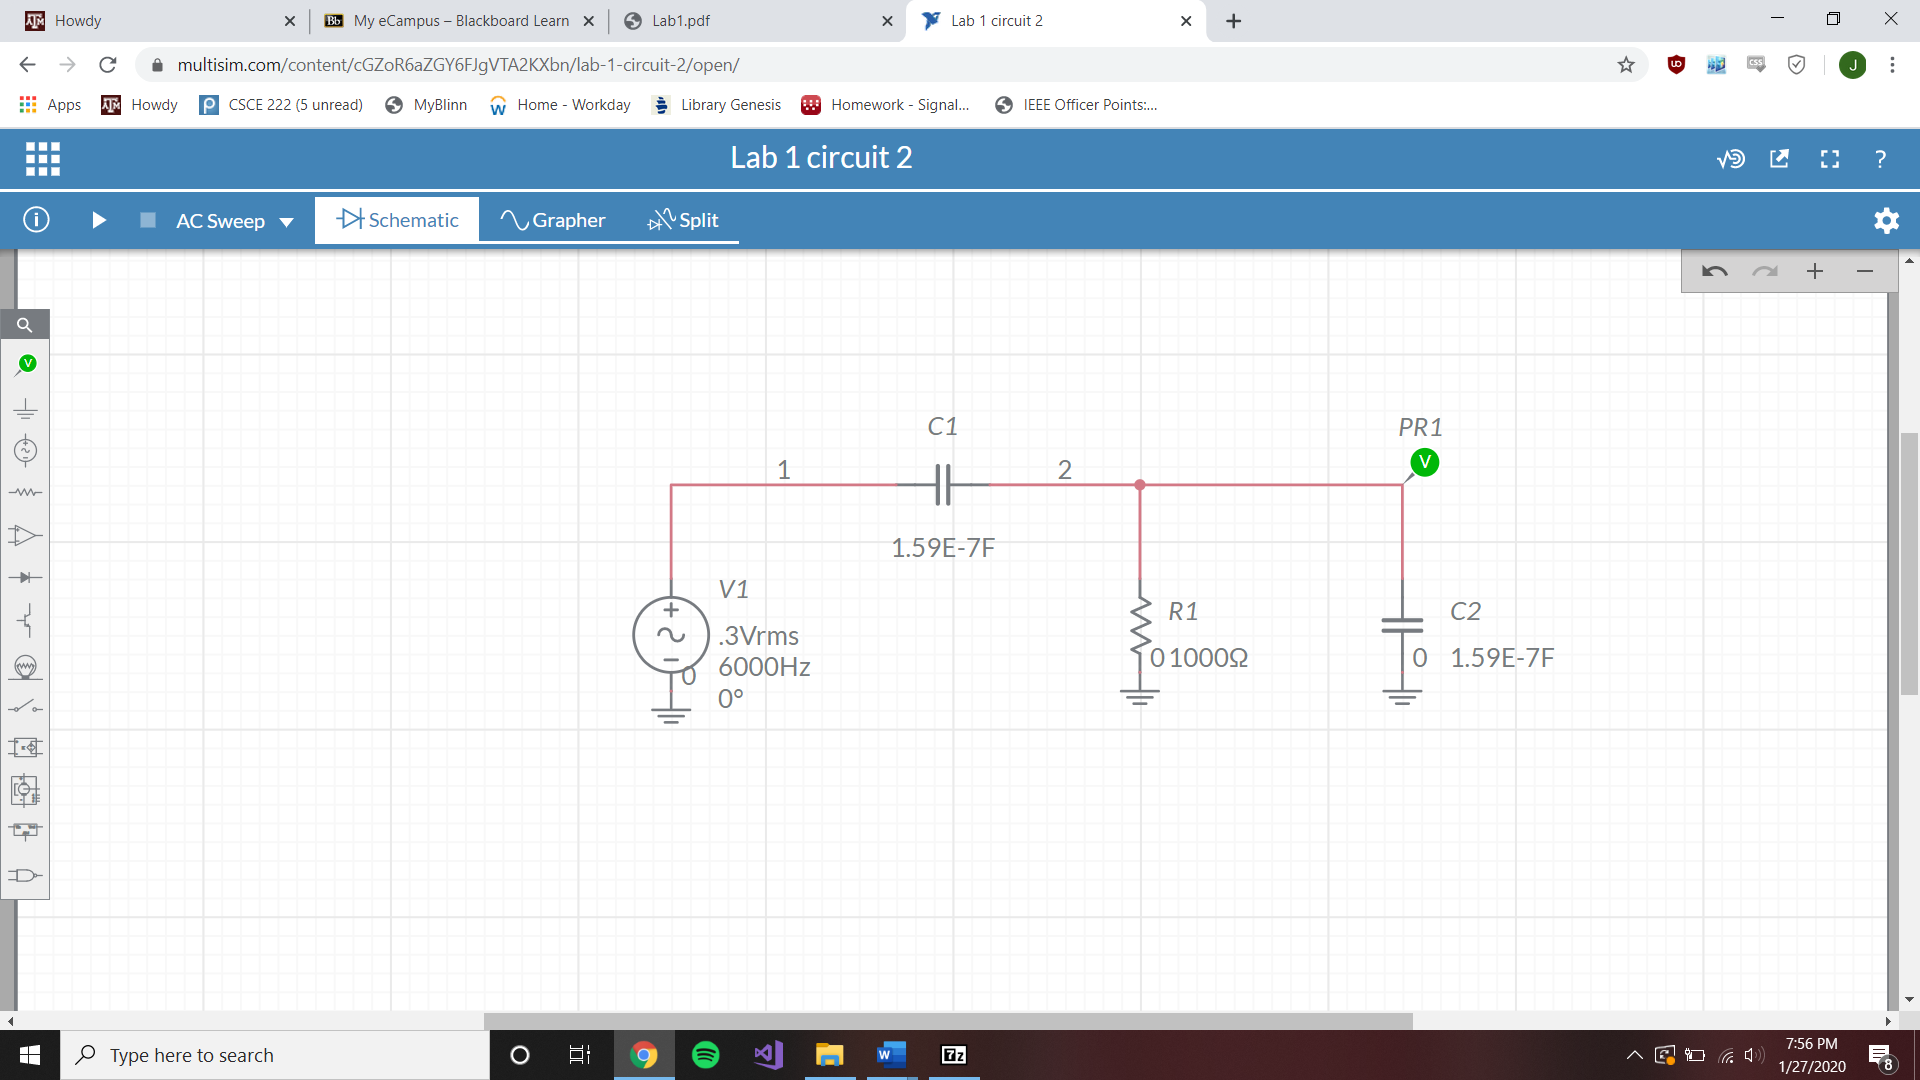 Howdy
Bb My eCampus – Blackboard Learn
Lab1.pdf
Lab 1 circuit 2
multisim.com/content/cGZoR6aZGY6FJgVTA2KXbn/lab-1-circuit-2/open/
J
Apps
Howdy
CSCE 222 (5 unread)
MyBlinn
Home - Workday
Library Genesis
Homework - Signal...
IEEE Officer Points:...
Lab 1 circuit 2
?
AC Sweep
Schematic
Grapher
Split
V
C1
PR1
V
1
2
1.59E-7F
V1
.3Vrms
6000Hz
0°
0
R1
0 1000Ω
C2
0 1.59E-7F
Type here to search
7z
7:56 PM
1/27/2020
8